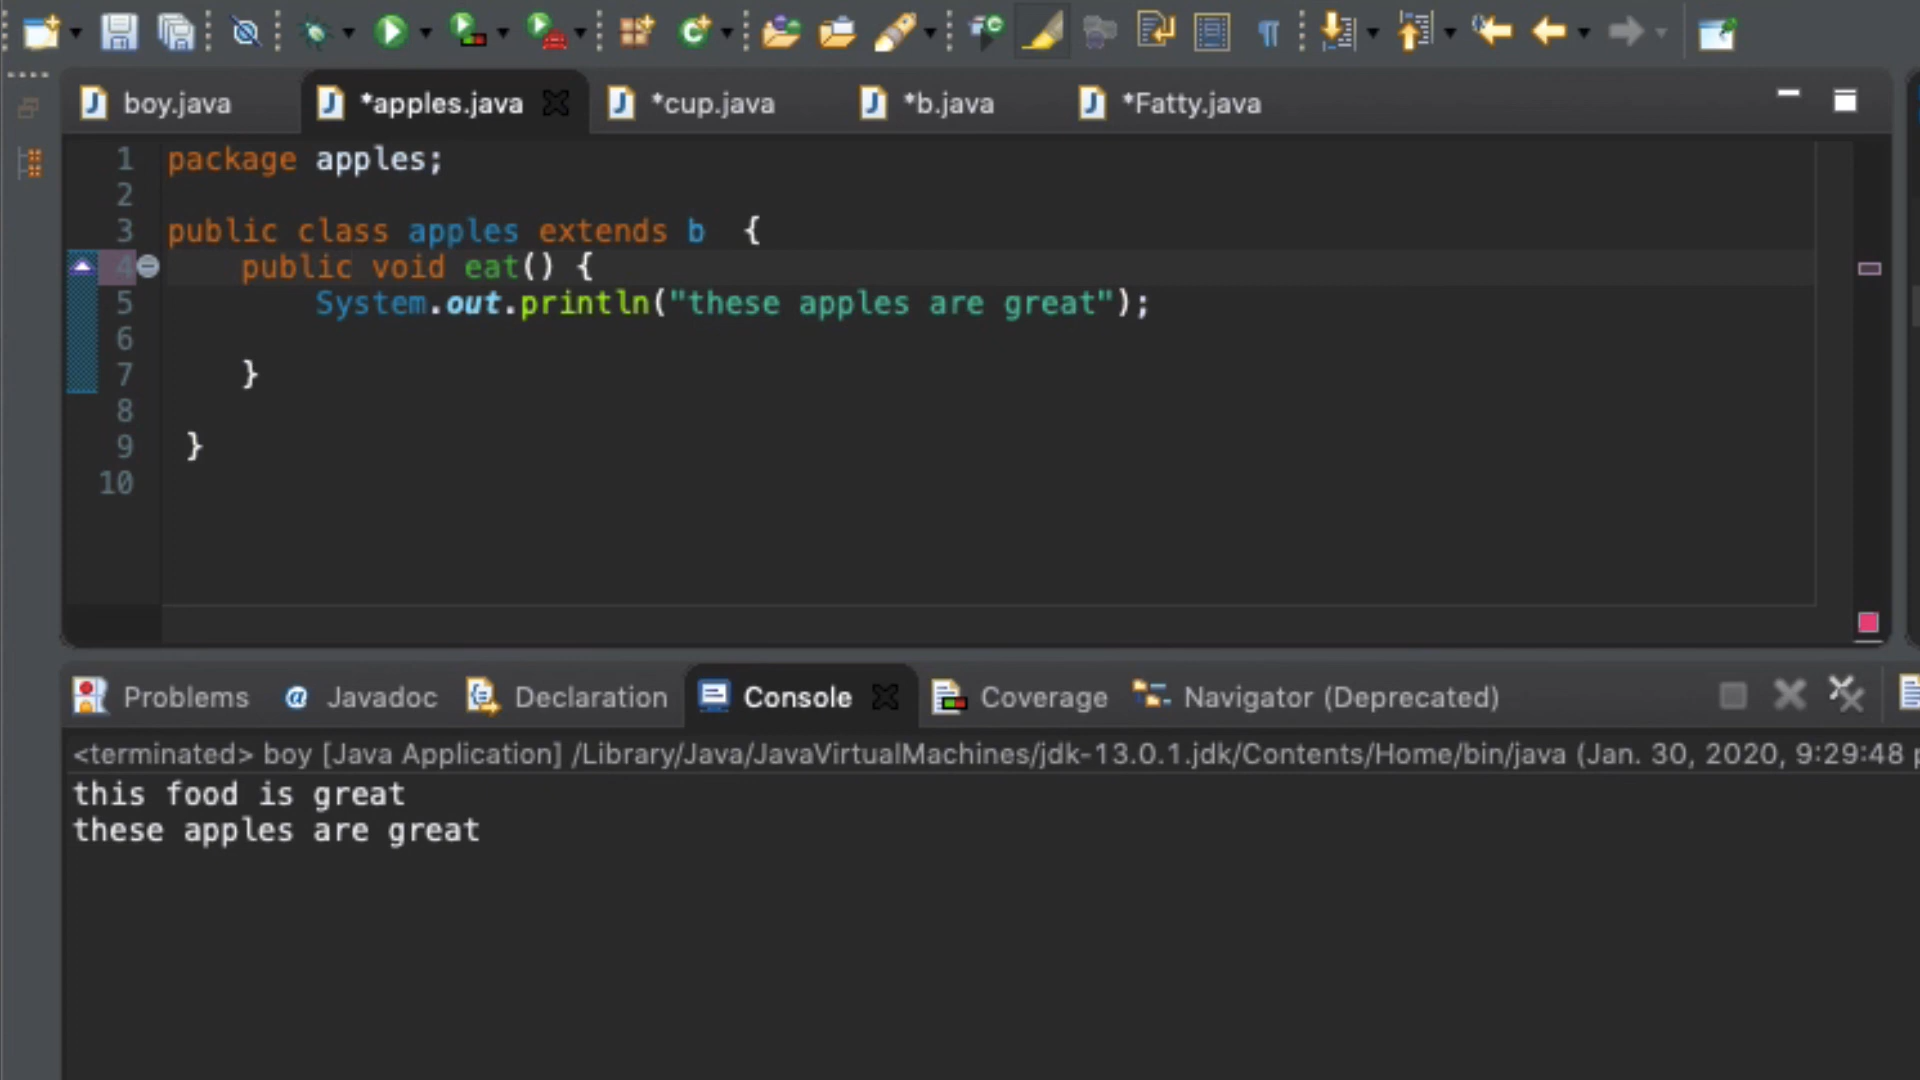 boy.java *apples.java *cup.java *b.java *Fatty.java
1 package apples;
2
3 public class apples extends b {
4 public void eat() {
5 System.out.println("these apples are great");
6
7 }
8
9 }
10
Problems Javadoc Declaration Console Coverage Navigator (Deprecated)
<terminated> boy [Java Application] /Library/Java/JavaVirtualMachines/jdk-13.0.1.jdk/Contents/Home/bin/java (Jan. 30, 2020, 9:29:48 p
this food is great
these apples are great